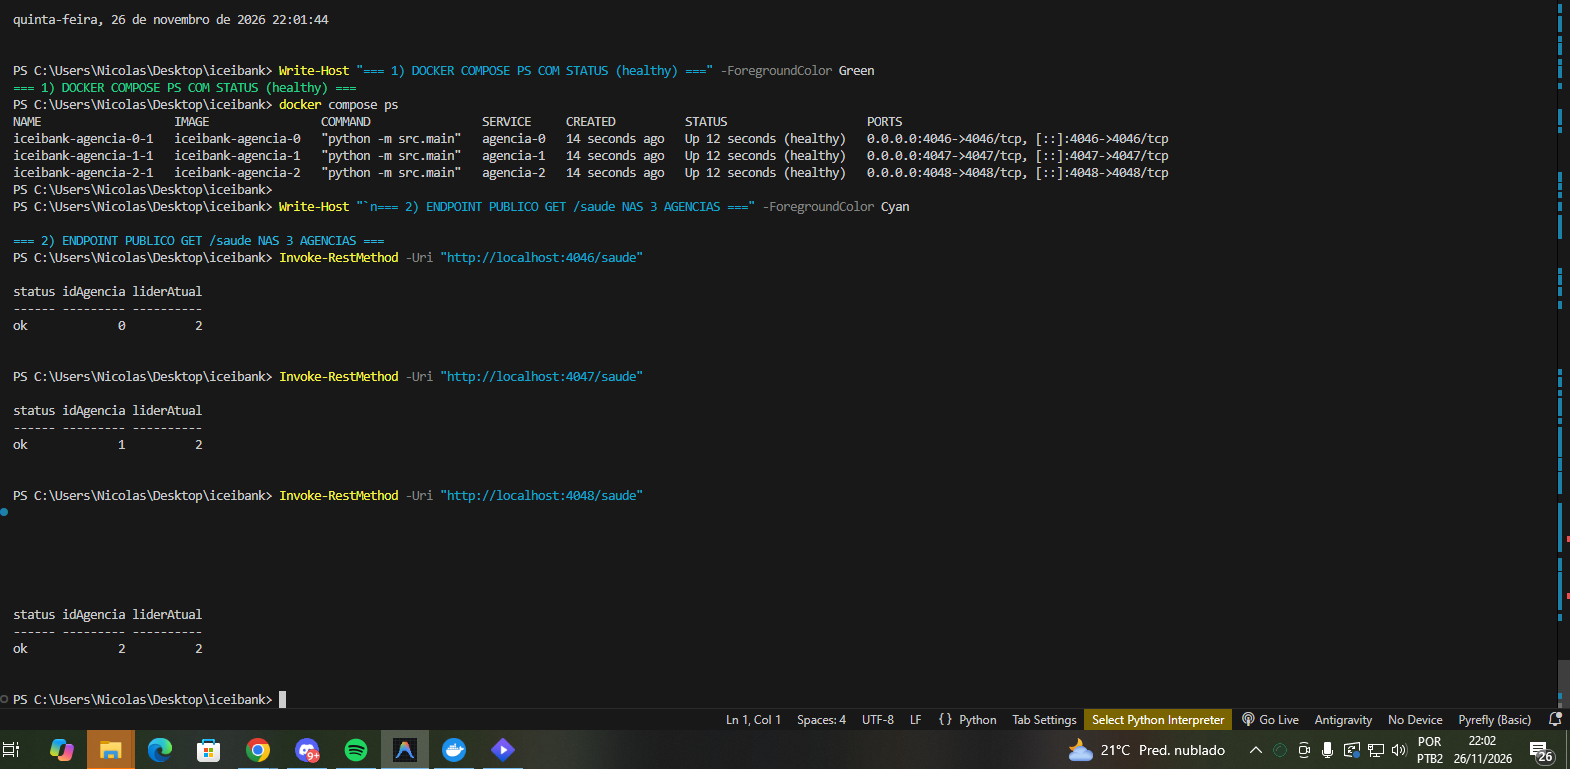 quinta-feira, 26 de novembro de 2026 22:01:44
PS C:\Users\Nicolas\Desktop\iceibank> Write-Host "=== 1) DOCKER COMPOSE PS COM STATUS (healthy) ===" -ForegroundColor Green
=== 1) DOCKER COMPOSE PS COM STATUS (healthy) ===
PS C:\Users\Nicolas\Desktop\iceibank> docker compose ps
NAME IMAGE COMMAND SERVICE CREATED STATUS PORTS
iceibank-agencia-0-1 iceibank-agencia-0 "python -m src.main" agencia-0 14 seconds ago Up 12 seconds (healthy) 0.0.0.0:4046->4046/tcp, [::]:4046->4046/tcp
iceibank-agencia-1-1 iceibank-agencia-1 "python -m src.main" agencia-1 14 seconds ago Up 12 seconds (healthy) 0.0.0.0:4047->4047/tcp, [::]:4047->4047/tcp
iceibank-agencia-2-1 iceibank-agencia-2 "python -m src.main" agencia-2 14 seconds ago Up 12 seconds (healthy) 0.0.0.0:4048->4048/tcp, [::]:4048->4048/tcp
PS C:\Users\Nicolas\Desktop\iceibank>
PS C:\Users\Nicolas\Desktop\iceibank> Write-Host "`n=== 2) ENDPOINT PUBLICO GET /saude NAS 3 AGENCIAS ===" -ForegroundColor Cyan
=== 2) ENDPOINT PUBLICO GET /saude NAS 3 AGENCIAS ===
PS C:\Users\Nicolas\Desktop\iceibank> Invoke-RestMethod -Uri "http://localhost:4046/saude"
status idAgencia liderAtual
------ --------- ----------
ok 0 2
PS C:\Users\Nicolas\Desktop\iceibank> Invoke-RestMethod -Uri "http://localhost:4047/saude"
status idAgencia liderAtual
------ --------- ----------
ok 1 2
PS C:\Users\Nicolas\Desktop\iceibank> Invoke-RestMethod -Uri "http://localhost:4048/saude"
status idAgencia liderAtual
------ --------- ----------
ok 2 2
PS C:\Users\Nicolas\Desktop\iceibank>
Ln 1, Col 1 Spaces: 4 UTF-8 LF {} Python Tab Settings Select Python Interpreter Go Live Antigravity No Device Pyrefly (Basic)
9+ 21°C Pred. nublado POR 22:02
PTB2 26/11/2026 26